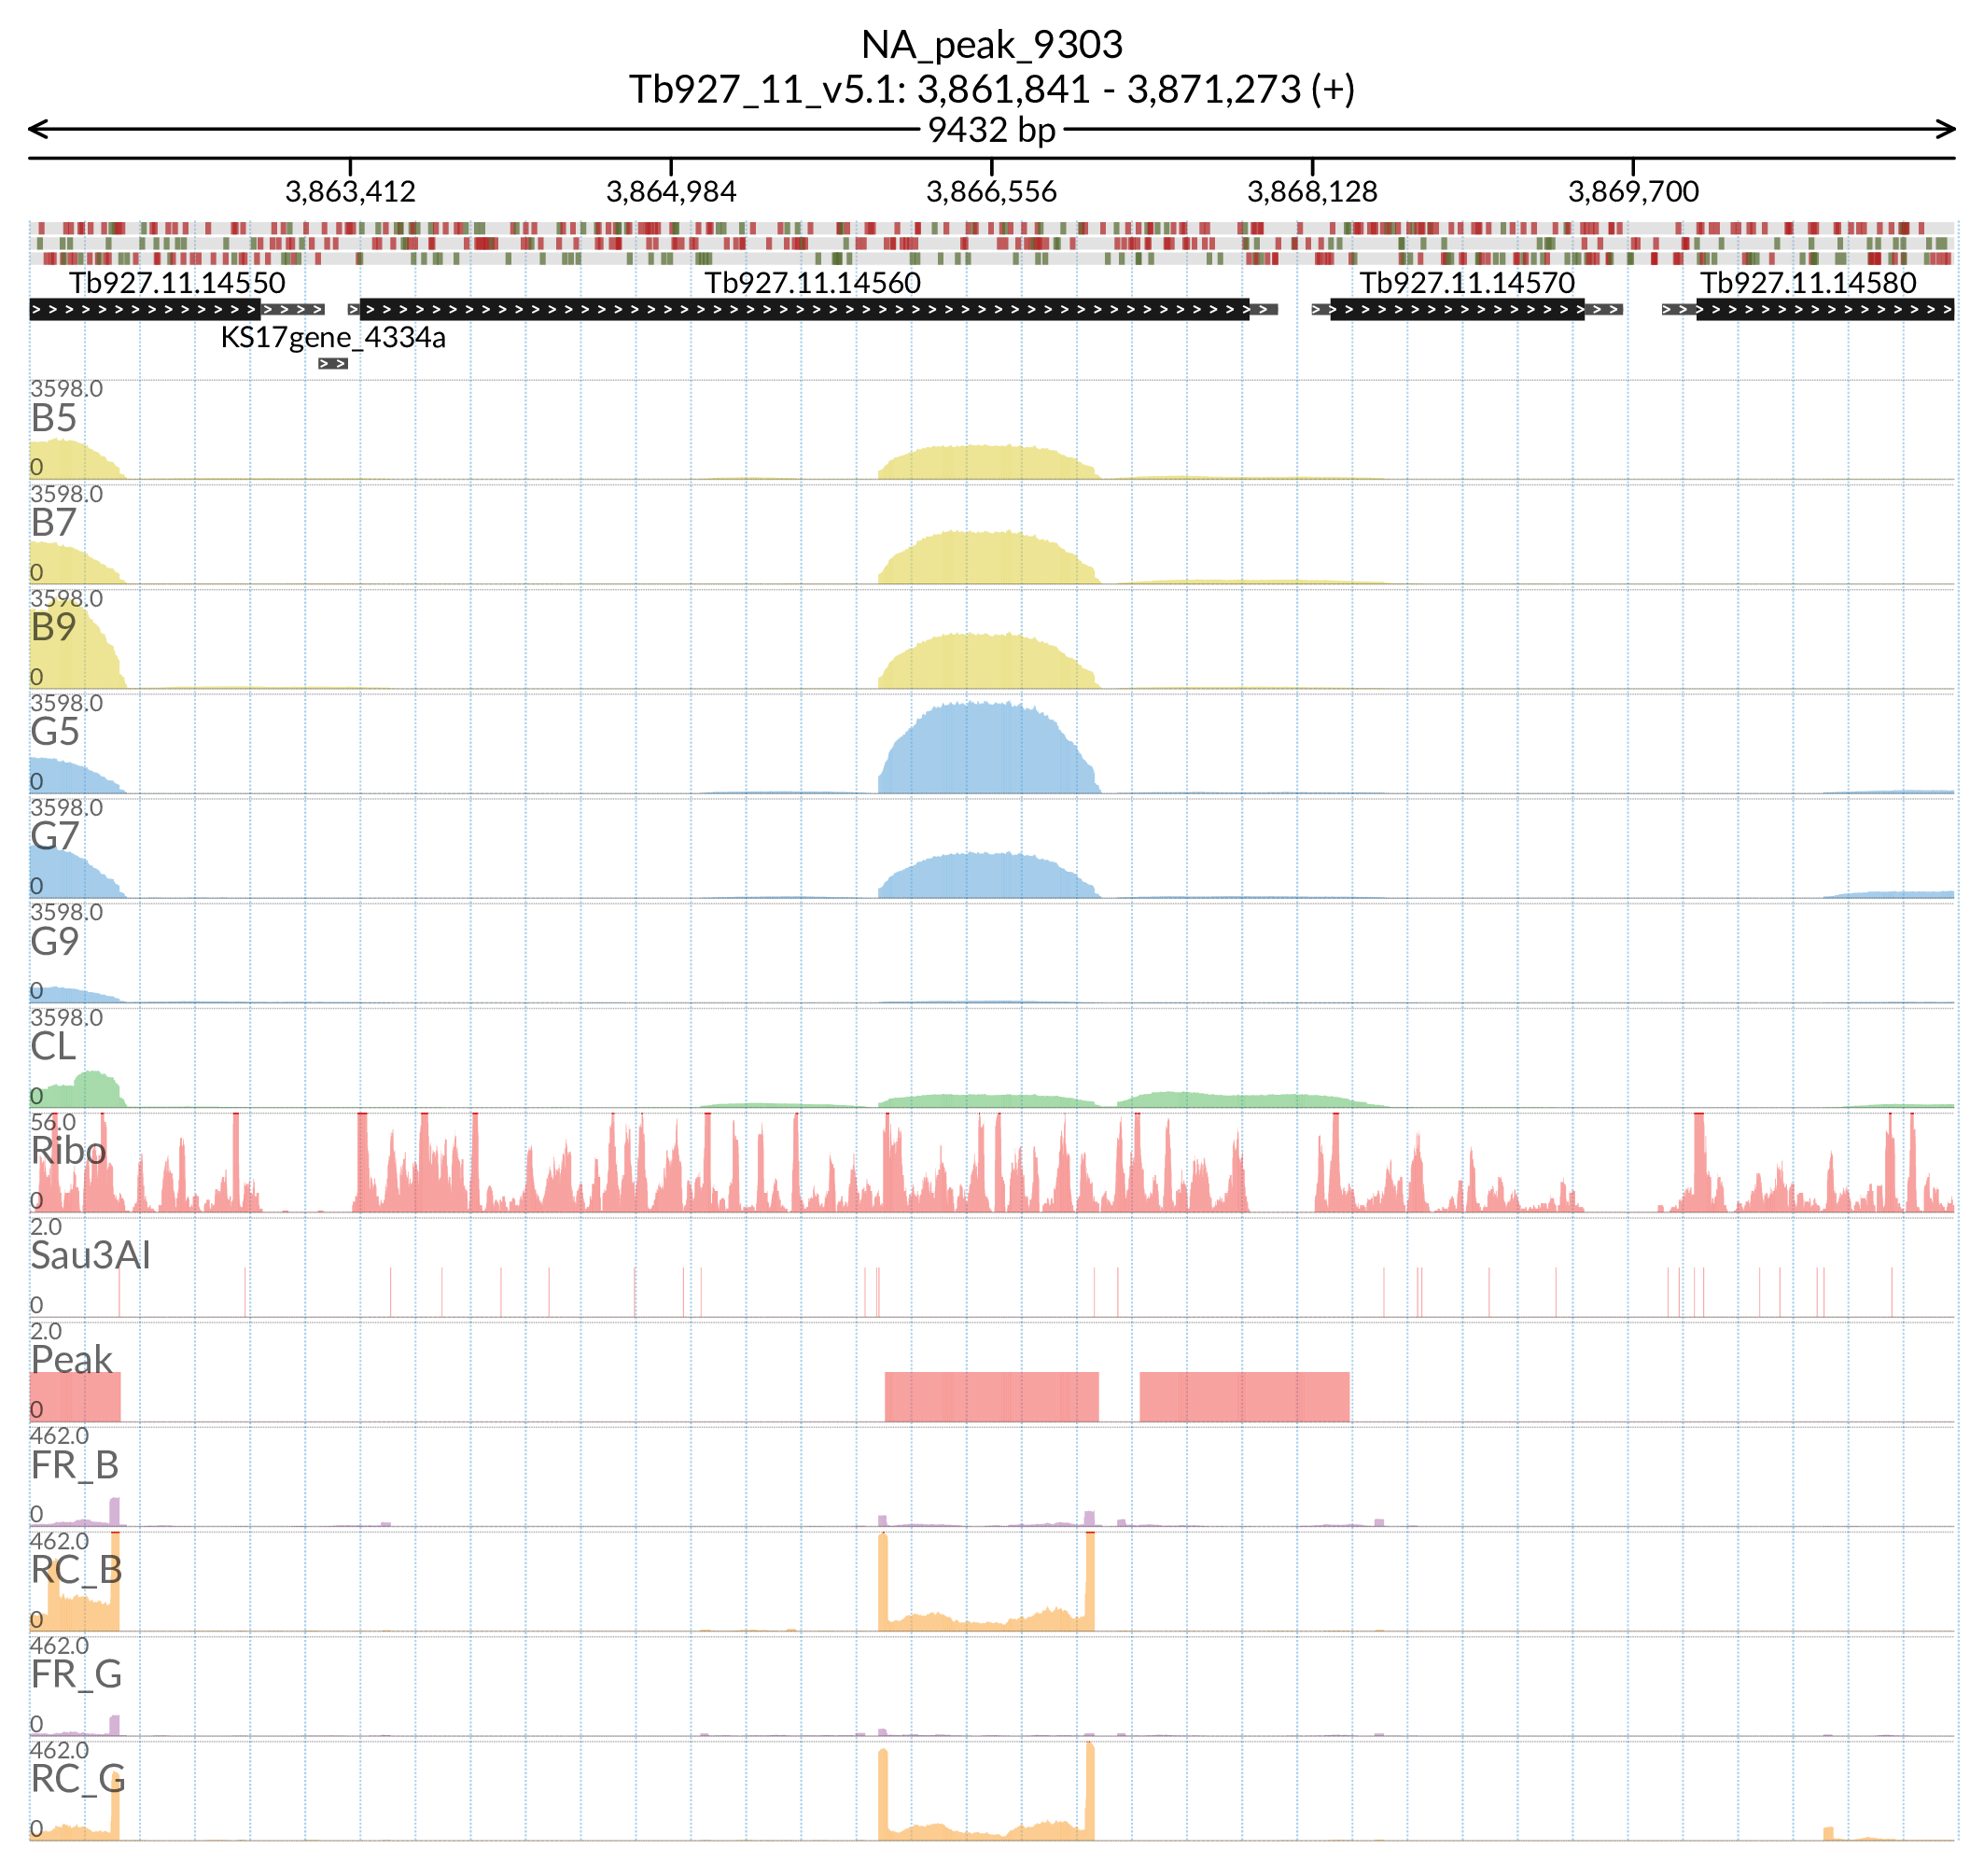 NA_peak_9303
Tb927_11_v5.1: 3,861,841 - 3,871,273 (+)
9432 bp
3,863,412 3,864,984 3,866,556 3,868,128 3,869,700
Tb927.11.14550 Tb927.11.14560 Tb927.11.14570 Tb927.11.14580
KS17gene_4334a
3598.0
B5
0
3598.0
B7
0
3598.0
B9
0
3598.0
G5
0
3598.0
G7
0
3598.0
G9
0
3598.0
CL
0
56.0
Ribo
0
2.0
Sau3AI
0
2.0
Peak
0
462.0
FR_B
0
462.0
RC_B
0
462.0
FR_G
0
462.0
RC_G
0